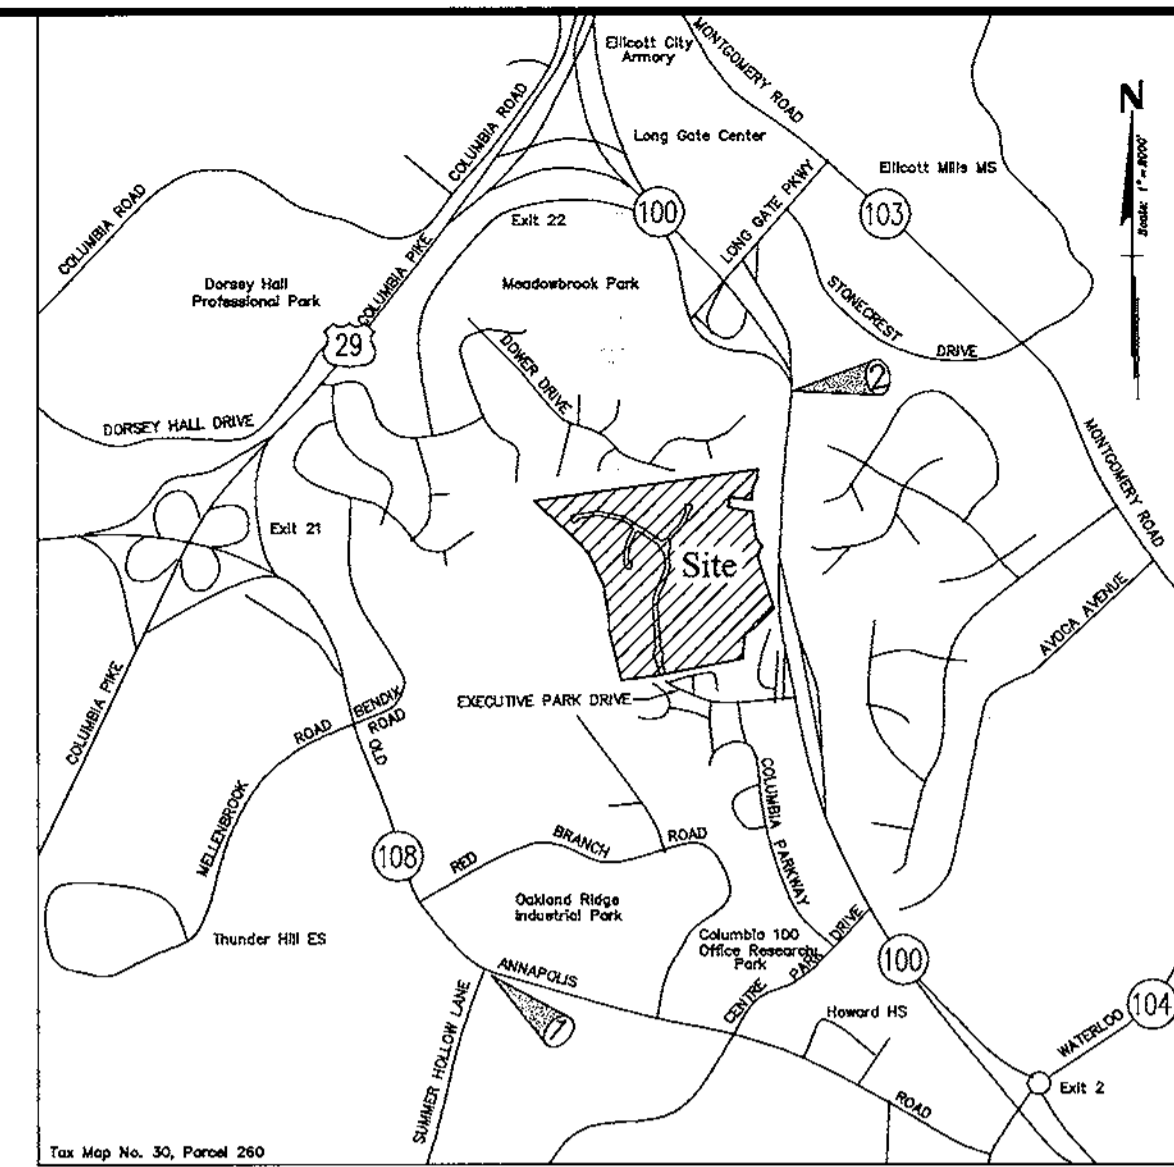 Ellicott City
Armory
MONTGOMERY ROAD
N
Scale: 1" = 2000'
COLUMBIA ROAD
Long Gate Center
Ellicott Mills MS
COLUMBIA ROAD
100
103
LONG GATE PKWY
Exit 22
COLUMBIA PIKE
Dorsey Hall
Professional Park
Meadowbrook Park
STONECREST
DRIVE
29
DOWER DRIVE
2
DORSEY HALL DRIVE
MONTGOMERY ROAD
Exit 21
Site
AVOCA AVENUE
COLUMBIA PIKE
BENDIX
ROAD
EXECUTIVE PARK DRIVE
ROAD
OLD
MELLENBROOK
COLUMBIA PARKWAY
108
RED
BRANCH
ROAD
Oakland Ridge
Industrial Park
Thunder Hill ES
Columbia 100
Office Research
Park
CENTRE
PARK
DRIVE
100
ANNAPOLIS
SUMMER HOLLOW LANE
1
Howard HS
WATERLOO
104
Exit 2
ROAD
Tax Map No. 30, Parcel 260